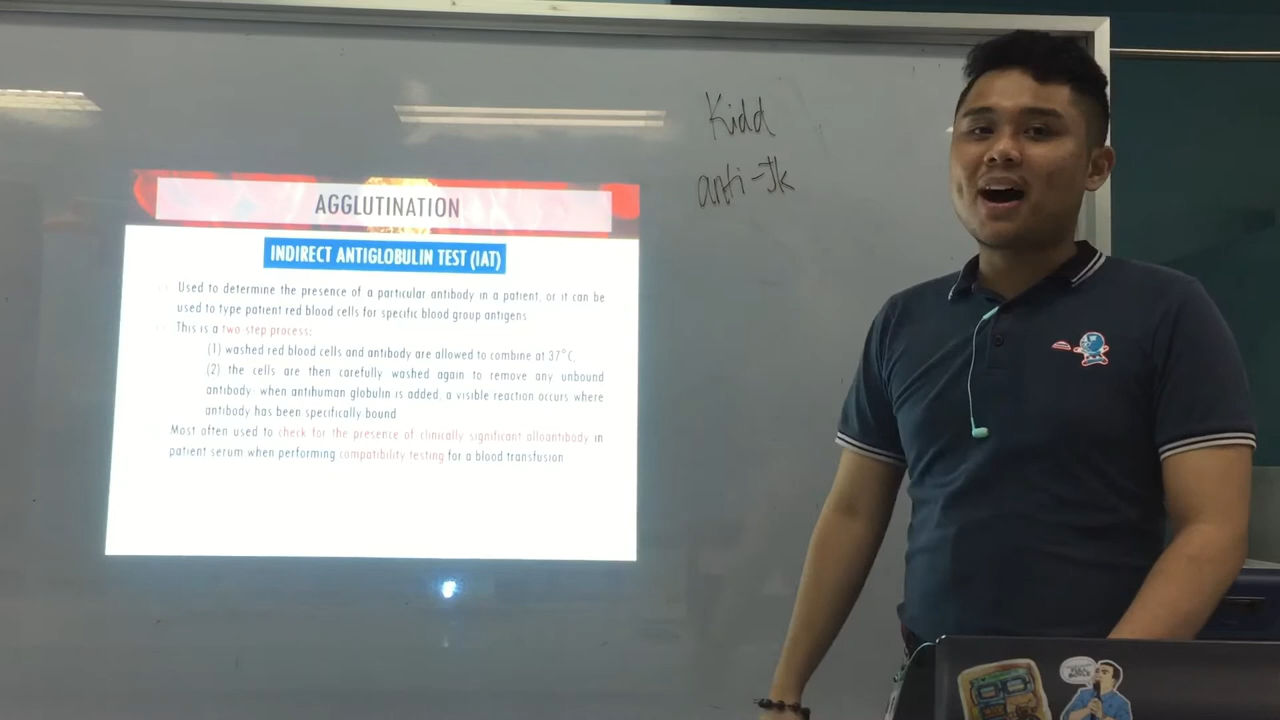 Kidd
anti-Jk
AGGLUTINATION
INDIRECT ANTIGLOBULIN TEST (IAT)
Used to determine the presence of a particular antibody in a patient, or it can be
used to type patient red blood cells for specific blood group antigens
This is a two step process:
(1) washed red blood cells and antibody are allowed to combine at 37°C,
(2) the cells are then carefully washed again to remove any unbound
antibody when antihuman globulin is added, a visible reaction occurs where
antibody has been specifically bound
Most often used to check for the presence of clinically significant alloantibody in
patient serum when performing compatibility testing for a blood transfusion